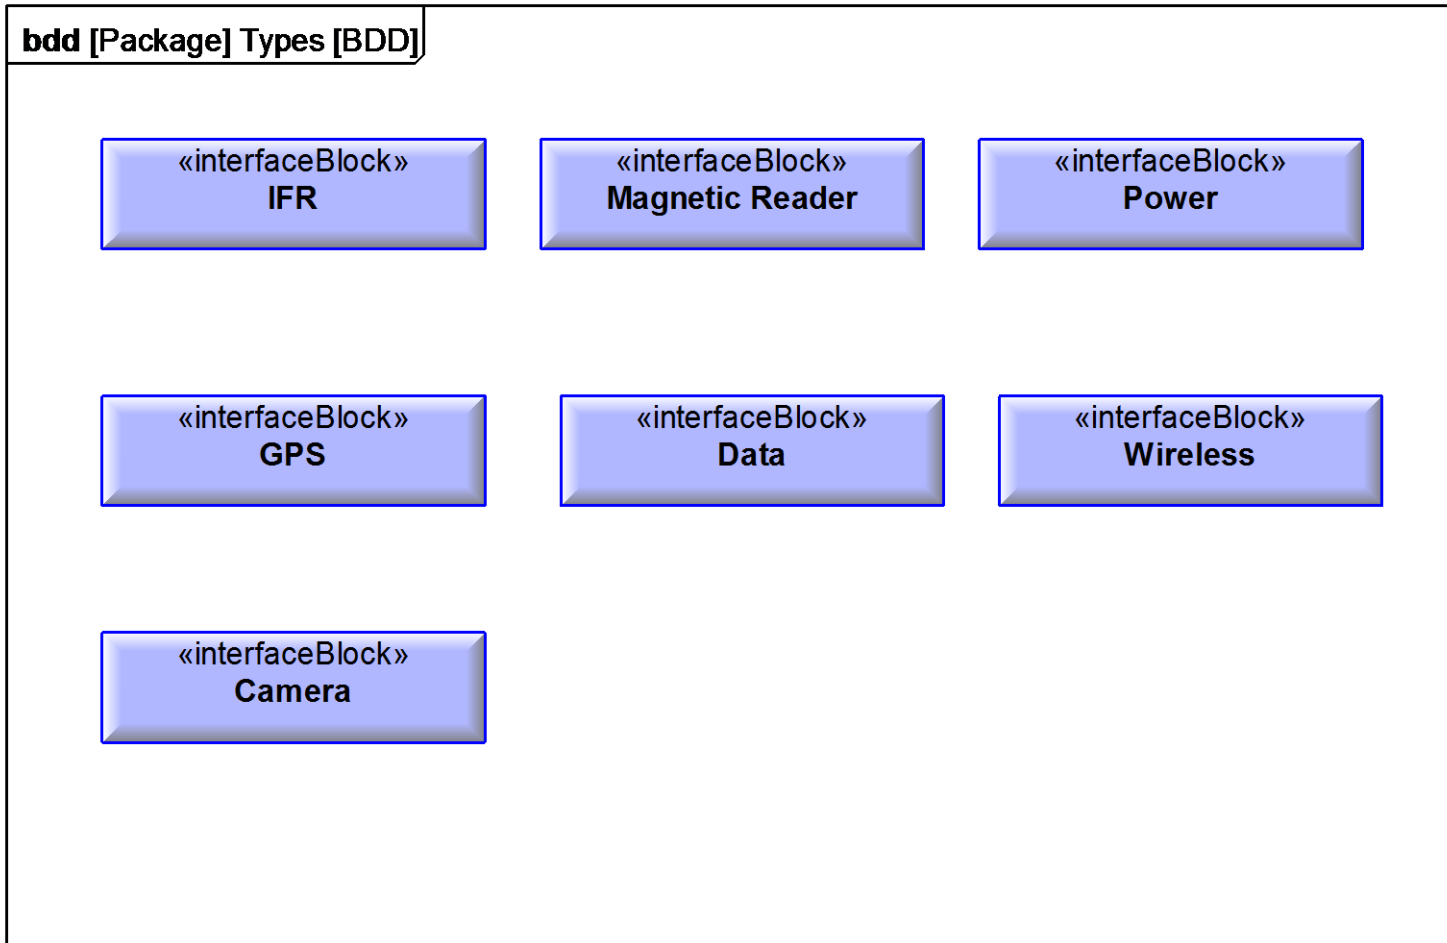 bdd [Package] Types [BDD]
«interfaceBlock»
IFR
«interfaceBlock»
Magnetic Reader
«interfaceBlock»
Power
«interfaceBlock»
GPS
«interfaceBlock»
Data
«interfaceBlock»
Wireless
«interfaceBlock»
Camera